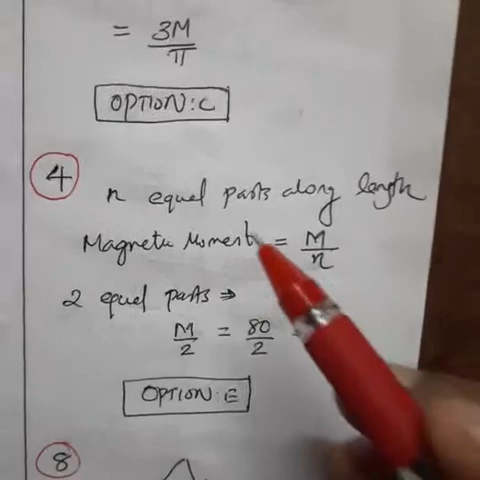 = 3M / π
OPTION: C
4
n equal parts along length
Magnetic Moment = M / n
2 equal parts ⇒
M / 2 = 80 / 2
OPTION: E
8